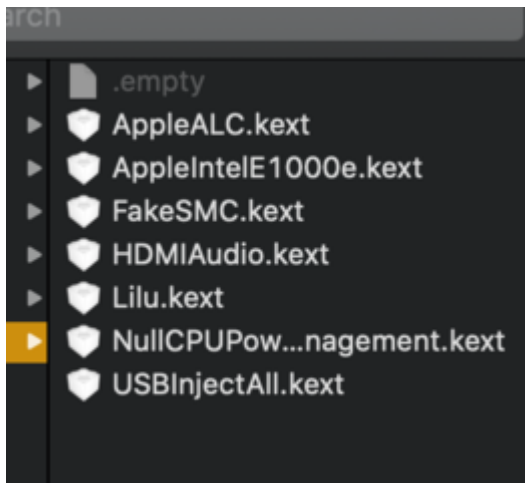 arch
.empty
AppleALC.kext
AppleIntelE1000e.kext
FakeSMC.kext
HDMIAudio.kext
Lilu.kext
NullCPUPow...nagement.kext
USBInjectAll.kext